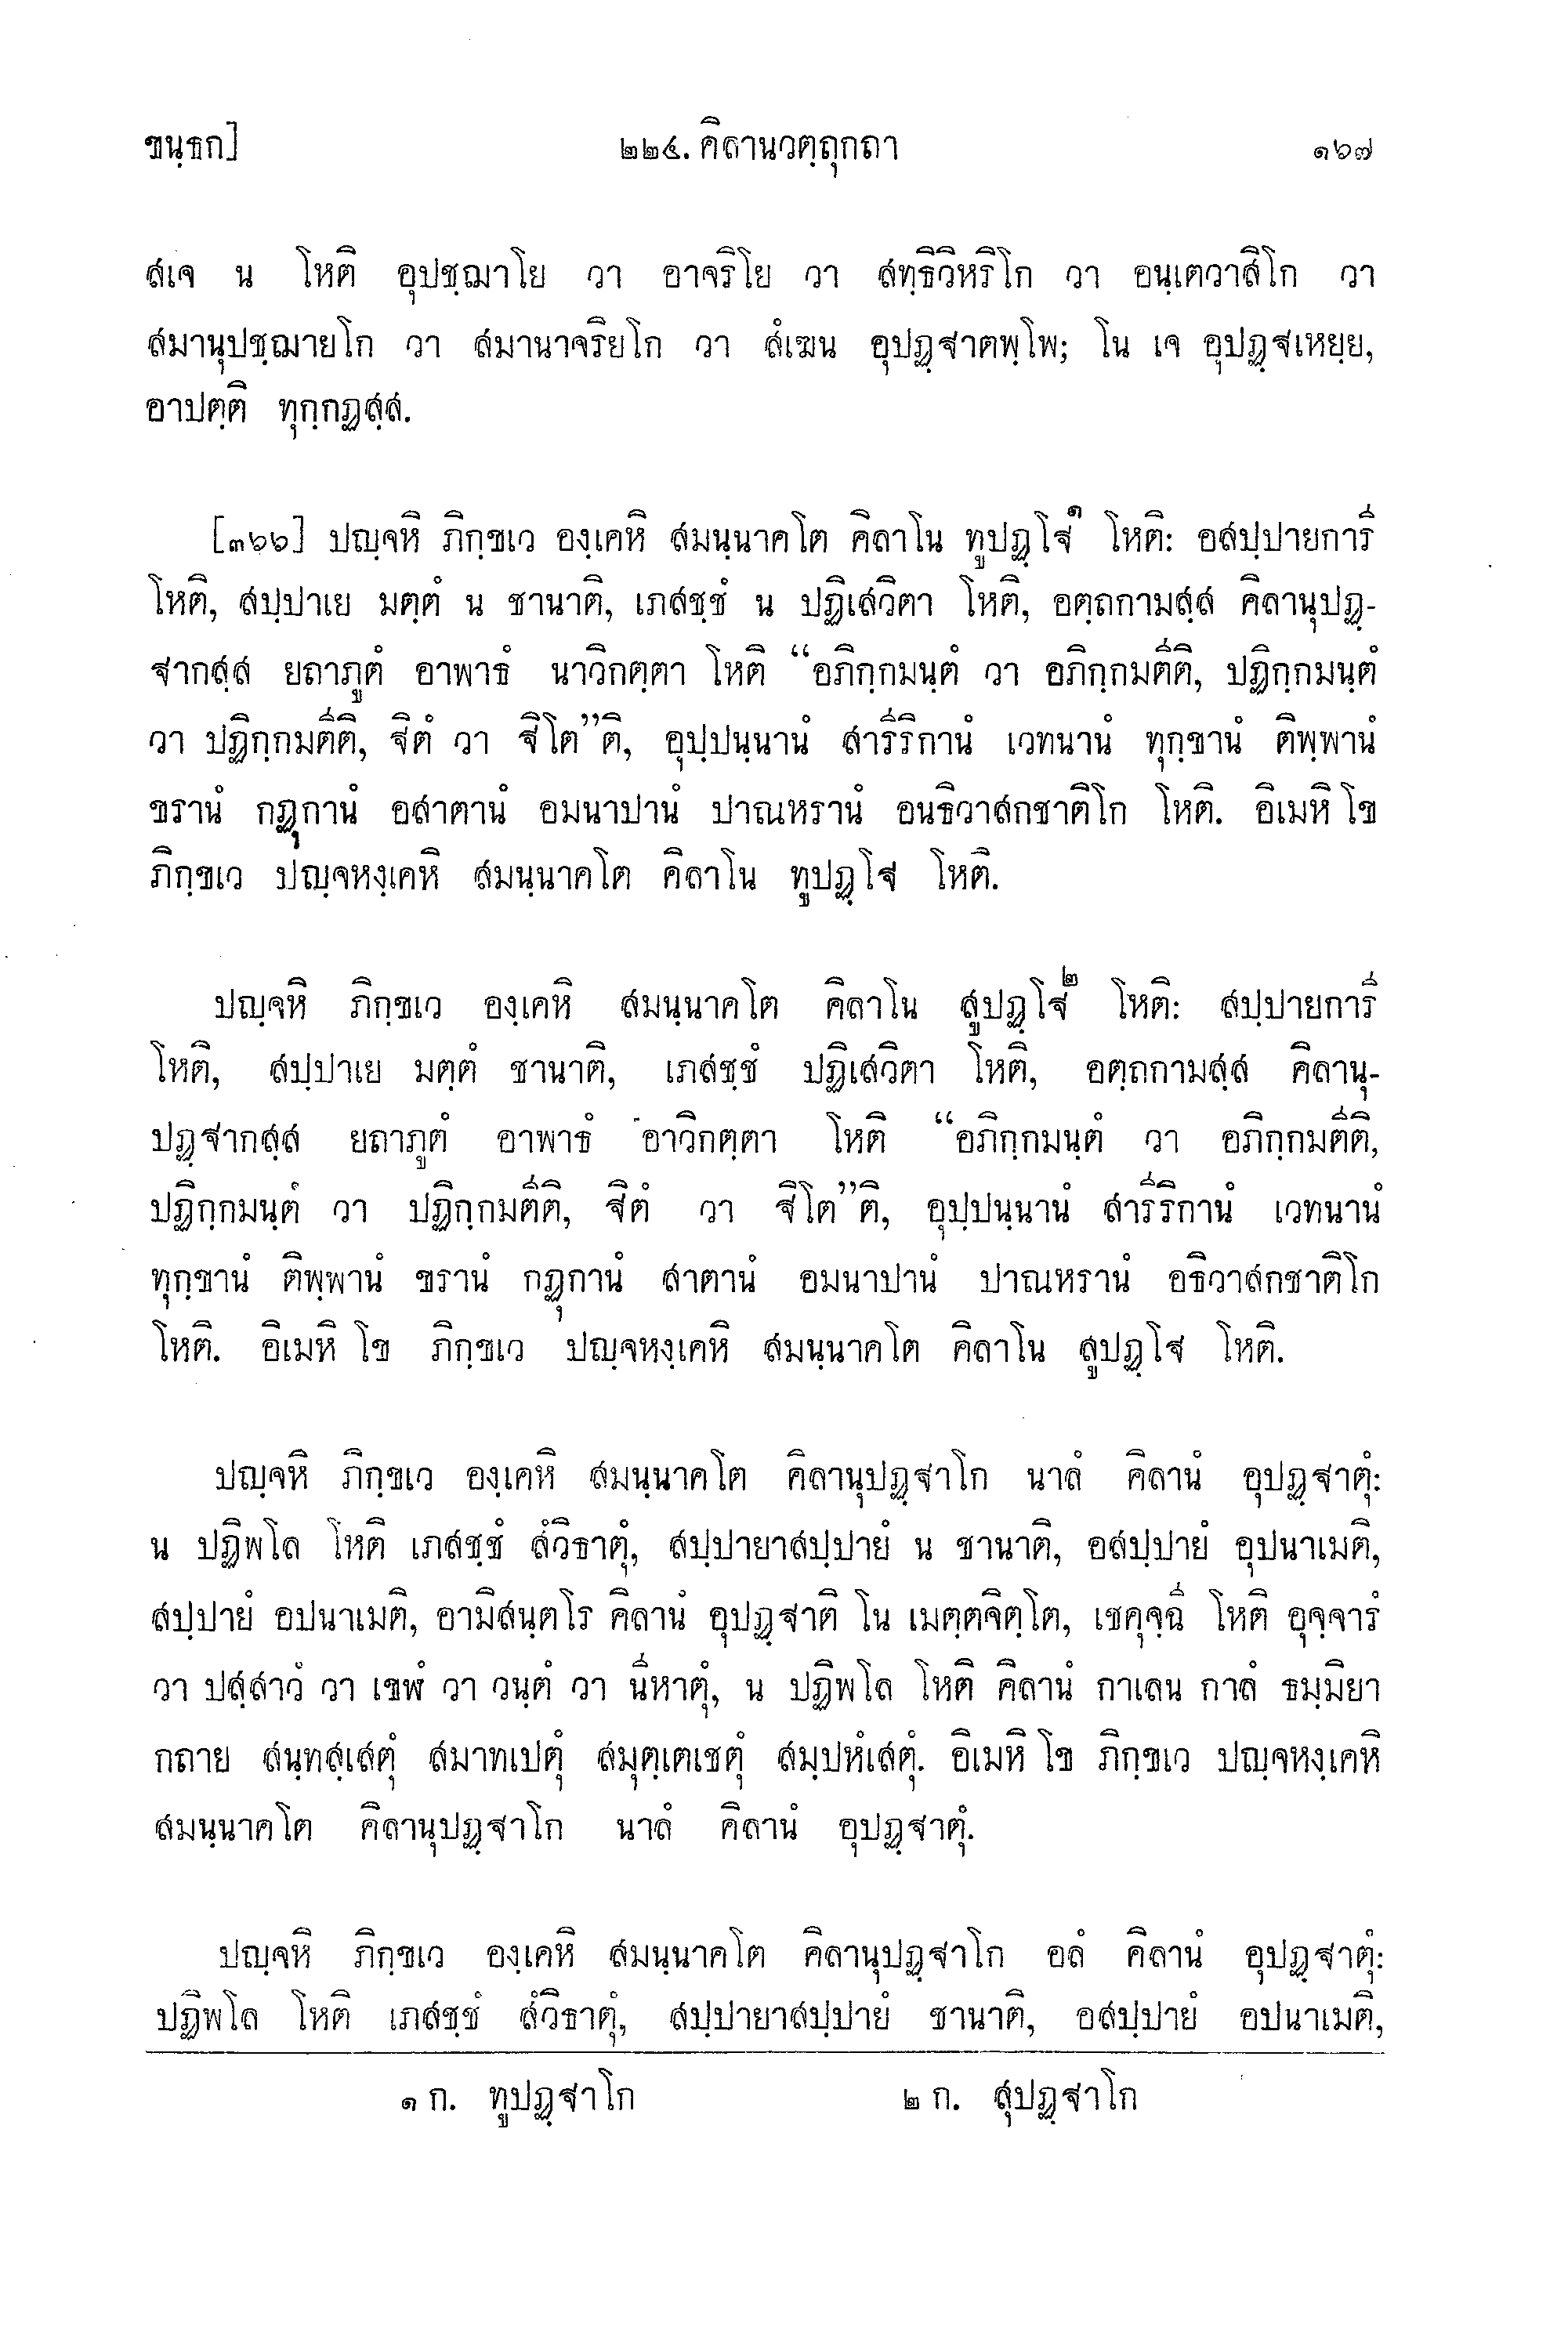 ขนฺธก]
๒๒๔. คิลานวตฺถุกถา
๑๖๗
สเจ น โหติ อุปชฺฌาโย วา อาจริโย วา สทฺธิวิหริโก วา อนฺเตวาสิโก วา
สมานุปชฺฌายโก วา สมานาจริยโก วา สํเฆน อุปฏฺฐาตพฺโพ; โน เจ อุปฏฺฐเหยฺย,
อาปตฺติ ทุกฺกฏสฺส.
[๓๖๖] ปญฺจหิ ภิกฺขเว องฺเคหิ สมนฺนาคโต คิลาโน ทูปฏฺโฐ๑ โหติ: อสปฺปายการี
โหติ, สปฺปาเย มตฺตํ น ชานาติ, เภสชฺชํ น ปฏิเสวิตา โหติ, อตฺถกามสฺส คิลานุปฏฺ-
ฐากสฺส ยถาภูตํ อาพาธํ นาวิกตฺตา โหติ “อภิกฺกมนฺตํ วา อภิกฺกมตีติ, ปฏิกฺกมนฺตํ
วา ปฏิกฺกมตีติ, ฐิตํ วา ฐิโต”ติ, อุปฺปนฺนานํ สารีริกานํ เวทนานํ ทุกฺขานํ ติพฺพานํ
ขรานํ กฏุกานํ อสาตานํ อมนาปานํ ปาณหรานํ อนธิวาสกชาติโก โหติ. อิเมหิ โข
ภิกฺขเว ปญฺจหงฺเคหิ สมนฺนาคโต คิลาโน ทูปฏฺโฐ โหติ.
ปญฺจหิ ภิกฺขเว องฺเคหิ สมนฺนาคโต คิลาโน สูปฏฺโฐ๒ โหติ: สปฺปายการี
โหติ, สปฺปาเย มตฺตํ ชานาติ, เภสชฺชํ ปฏิเสวิตา โหติ, อตฺถกามสฺส คิลานุ-
ปฏฺฐากสฺส ยถาภูตํ อาพาธํ อาวิกตฺตา โหติ “อภิกฺกมนฺตํ วา อภิกฺกมตีติ,
ปฏิกฺกมนฺตํ วา ปฏิกฺกมตีติ, ฐิตํ วา ฐิโต”ติ, อุปฺปนฺนานํ สารีริกานํ เวทนานํ
ทุกฺขานํ ติพฺพานํ ขรานํ กฏุกานํ สาตานํ อมนาปานํ ปาณหรานํ อธิวาสกชาติโก
โหติ. อิเมหิ โข ภิกฺขเว ปญฺจหงฺเคหิ สมนฺนาคโต คิลาโน สูปฏฺโฐ โหติ.
ปญฺจหิ ภิกฺขเว องฺเคหิ สมนฺนาคโต คิลานุปฏฺฐาโก นาลํ คิลานํ อุปฏฺฐาตุํ:
น ปฏิพโล โหติ เภสชฺชํ สํวิธาตุํ, สปฺปายาสปฺปายํ น ชานาติ, อสปฺปายํ อุปนาเมติ,
สปฺปายํ อปนาเมติ, อามิสนฺตโร คิลานํ อุปฏฺฐาติ โน เมตฺตจิตฺโต, เชคุจฺฉี โหติ อุจฺจารํ
วา ปสฺสาวํ วา เขฬํ วา วนฺตํ วา นีหาตุํ, น ปฏิพโล โหติ คิลานํ กาเลน กาลํ ธมฺมิยา
กถาย สนฺทสฺเสตุํ สมาทเปตุํ สมุตฺเตเชตุํ สมฺปหํเสตุํ. อิเมหิ โข ภิกฺขเว ปญฺจหงฺเคหิ
สมนฺนาคโต คิลานุปฏฺฐาโก นาลํ คิลานํ อุปฏฺฐาตุํ.
ปญฺจหิ ภิกฺขเว องฺเคหิ สมนฺนาคโต คิลานุปฏฺฐาโก อลํ คิลานํ อุปฏฺฐาตุํ:
ปฏิพโล โหติ เภสชฺชํ สํวิธาตุํ, สปฺปายาสปฺปายํ ชานาติ, อสปฺปายํ อปนาเมติ,
๑ ก. ทูปฏฺฐาโก
๒ ก. สุปฏฺฐาโก